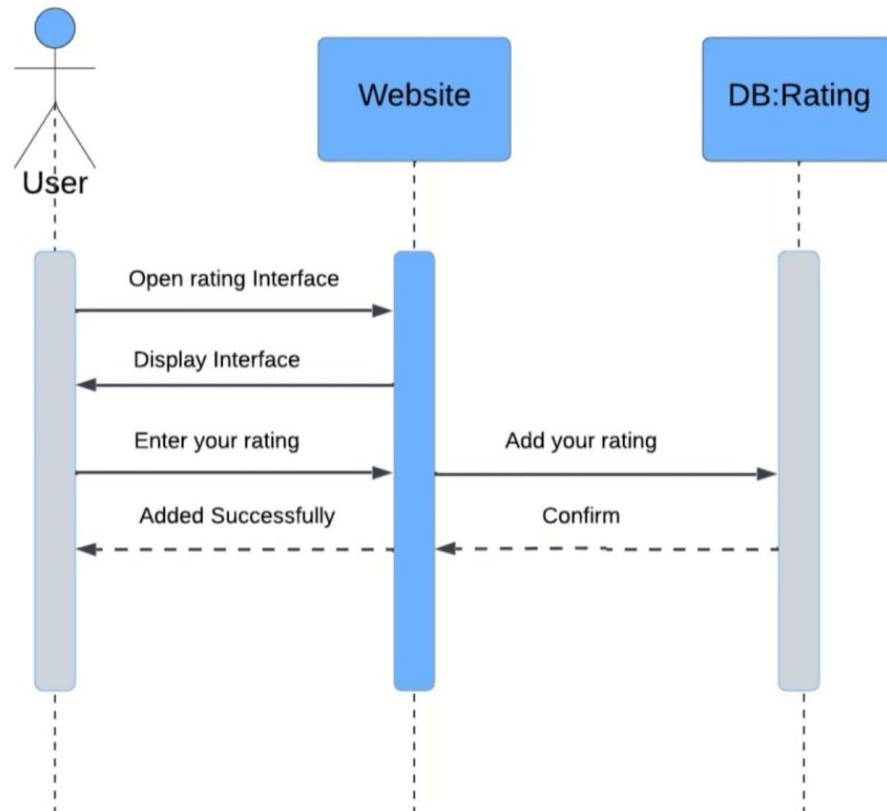 User
Website
DB:Rating
Open rating Interface
Display Interface
Enter your rating
Add your rating
Added Successfully
Confirm